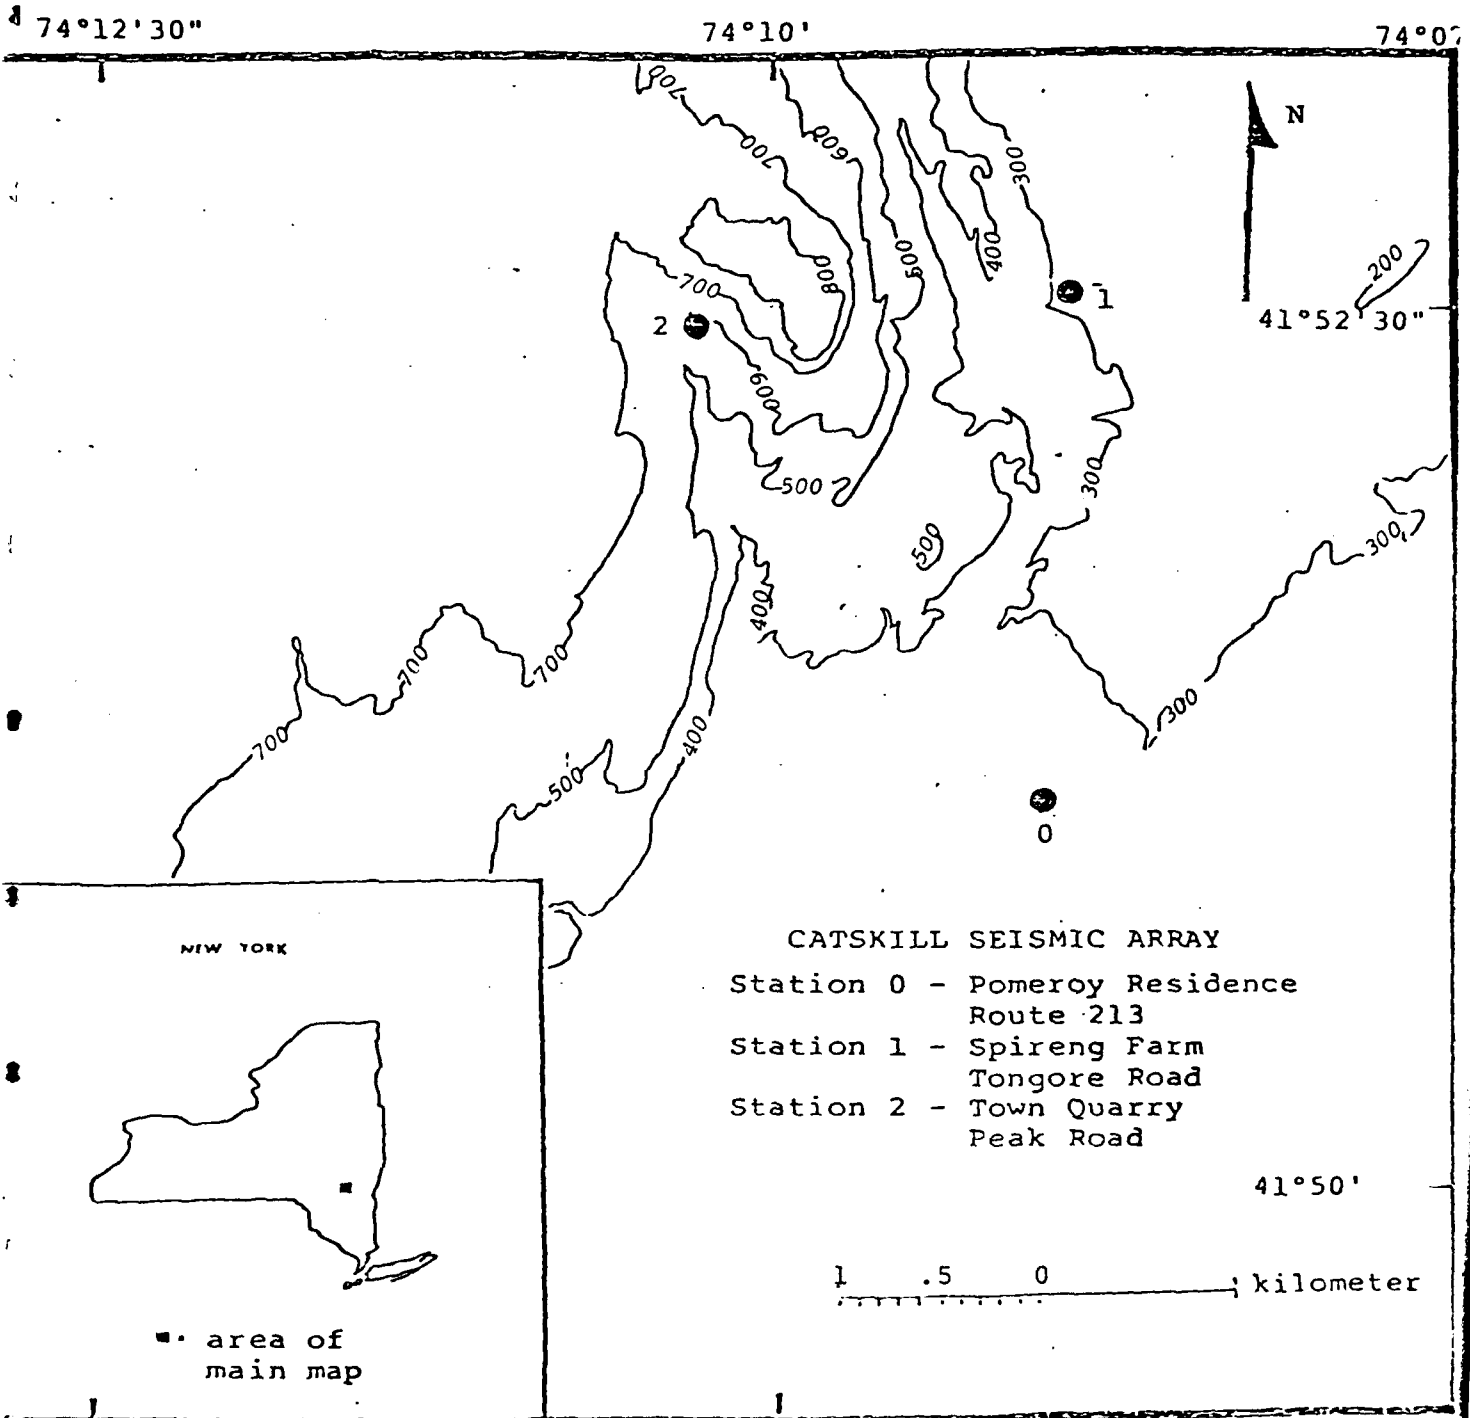 74°12'30" 74°10' 74°07
N
700
700
600
300
500
400
800
700
200
1
2
41°52'30"
600
500
300
500
300
400
700
700
700
500
400
300
0
NEW YORK
CATSKILL SEISMIC ARRAY
Station 0 - Pomeroy Residence
Route 213
Station 1 - Spireng Farm
Tongore Road
Station 2 - Town Quarry
Peak Road
41°50'
1 .5 0 kilometer
area of
main map